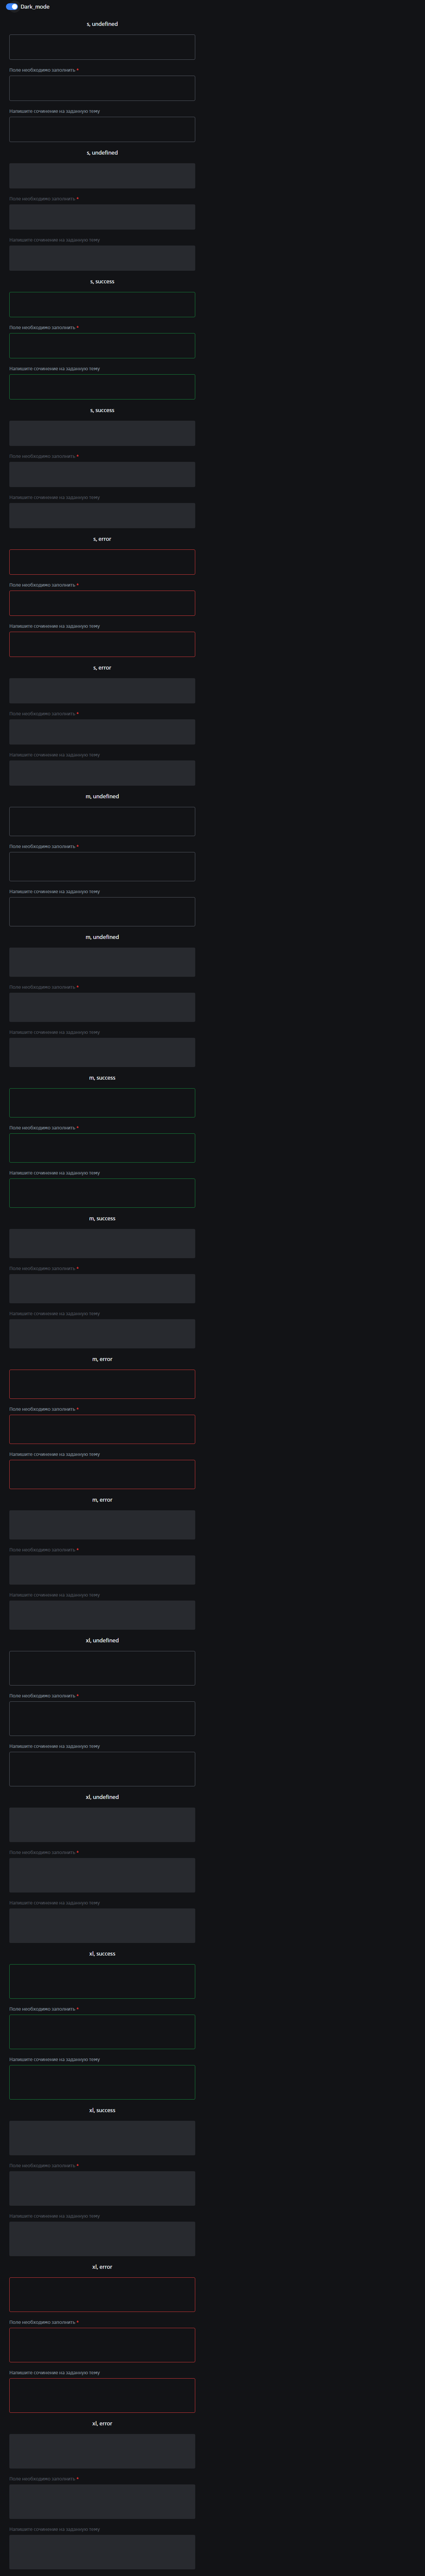 Dark_mode
s, undefined
Поле необходимо заполнить *
Напишите сочинение на заданную тему
s, undefined
Поле необходимо заполнить *
Напишите сочинение на заданную тему
s, success
Поле необходимо заполнить *
Напишите сочинение на заданную тему
s, success
Поле необходимо заполнить *
Напишите сочинение на заданную тему
s, error
Поле необходимо заполнить *
Напишите сочинение на заданную тему
s, error
Поле необходимо заполнить *
Напишите сочинение на заданную тему
m, undefined
Поле необходимо заполнить *
Напишите сочинение на заданную тему
m, undefined
Поле необходимо заполнить *
Напишите сочинение на заданную тему
m, success
Поле необходимо заполнить *
Напишите сочинение на заданную тему
m, success
Поле необходимо заполнить *
Напишите сочинение на заданную тему
m, error
Поле необходимо заполнить *
Напишите сочинение на заданную тему
m, error
Поле необходимо заполнить *
Напишите сочинение на заданную тему
xl, undefined
Поле необходимо заполнить *
Напишите сочинение на заданную тему
xl, undefined
Поле необходимо заполнить *
Напишите сочинение на заданную тему
xl, success
Поле необходимо заполнить *
Напишите сочинение на заданную тему
xl, success
Поле необходимо заполнить *
Напишите сочинение на заданную тему
xl, error
Поле необходимо заполнить *
Напишите сочинение на заданную тему
xl, error
Поле необходимо заполнить *
Напишите сочинение на заданную тему